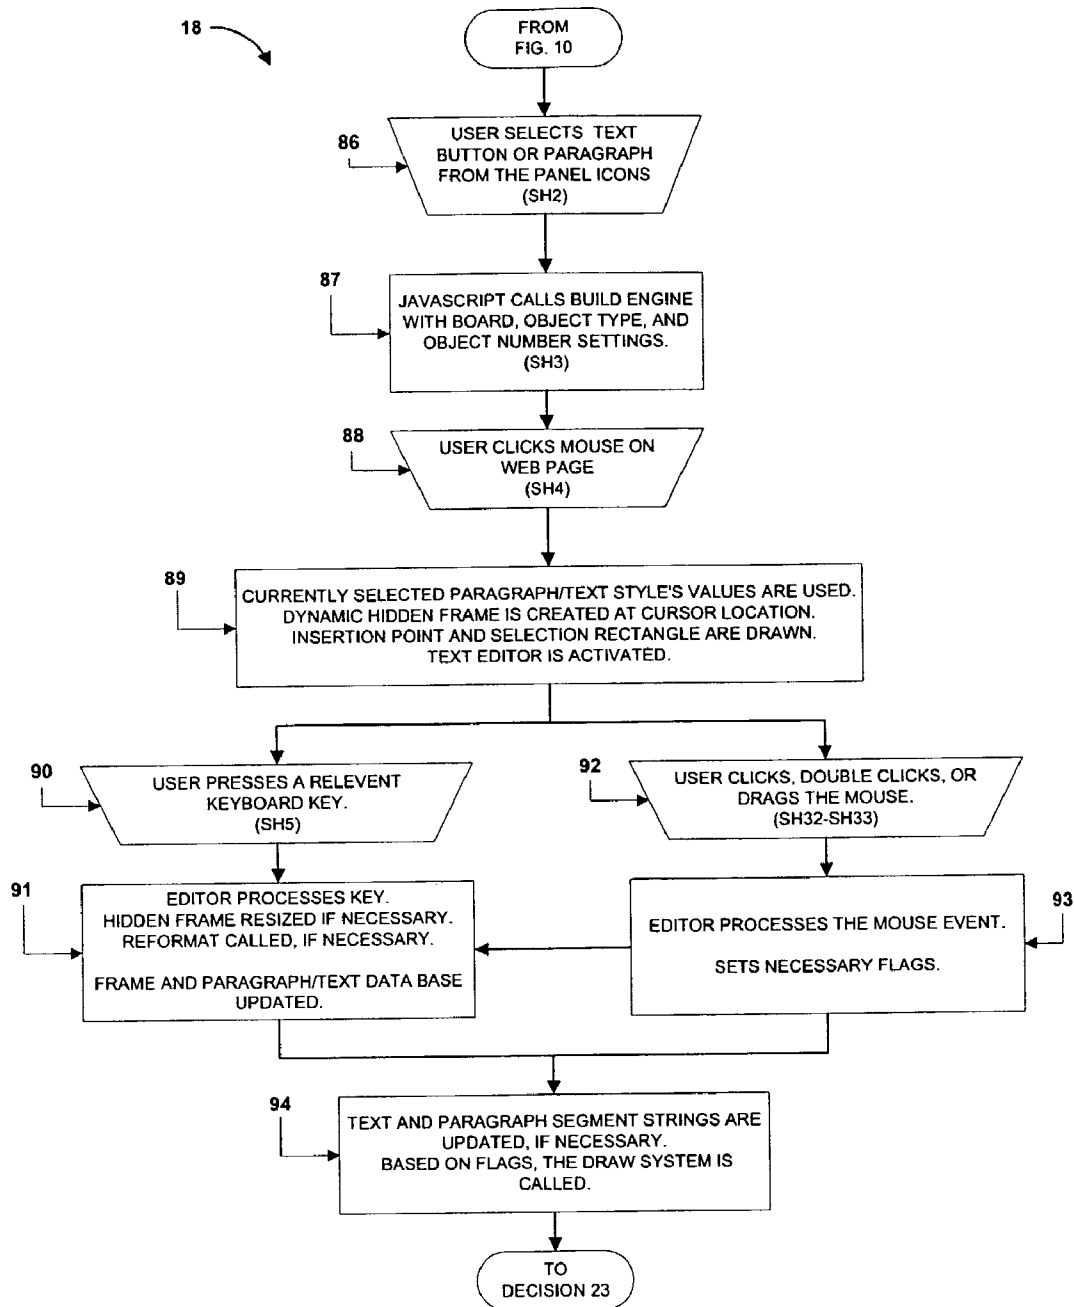 18
FROM
FIG. 10
86
USER SELECTS TEXT
BUTTON OR PARAGRAPH
FROM THE PANEL ICONS
(SH2)
87
JAVASCRIPT CALLS BUILD ENGINE
WITH BOARD, OBJECT TYPE, AND
OBJECT NUMBER SETTINGS.
(SH3)
88
USER CLICKS MOUSE ON
WEB PAGE
(SH4)
89
CURRENTLY SELECTED PARAGRAPH/TEXT STYLE'S VALUES ARE USED.
DYNAMIC HIDDEN FRAME IS CREATED AT CURSOR LOCATION.
INSERTION POINT AND SELECTION RECTANGLE ARE DRAWN.
TEXT EDITOR IS ACTIVATED.
90
USER PRESSES A RELEVENT
KEYBOARD KEY.
(SH5)
92
USER CLICKS, DOUBLE CLICKS, OR
DRAGS THE MOUSE.
(SH32-SH33)
91
EDITOR PROCESSES KEY.
HIDDEN FRAME RESIZED IF NECESSARY.
REFORMAT CALLED, IF NECESSARY.
FRAME AND PARAGRAPH/TEXT DATA BASE
UPDATED.
93
EDITOR PROCESSES THE MOUSE EVENT.
SETS NECESSARY FLAGS.
94
TEXT AND PARAGRAPH SEGMENT STRINGS ARE
UPDATED, IF NECESSARY.
BASED ON FLAGS, THE DRAW SYSTEM IS
CALLED.
TO
DECISION 23